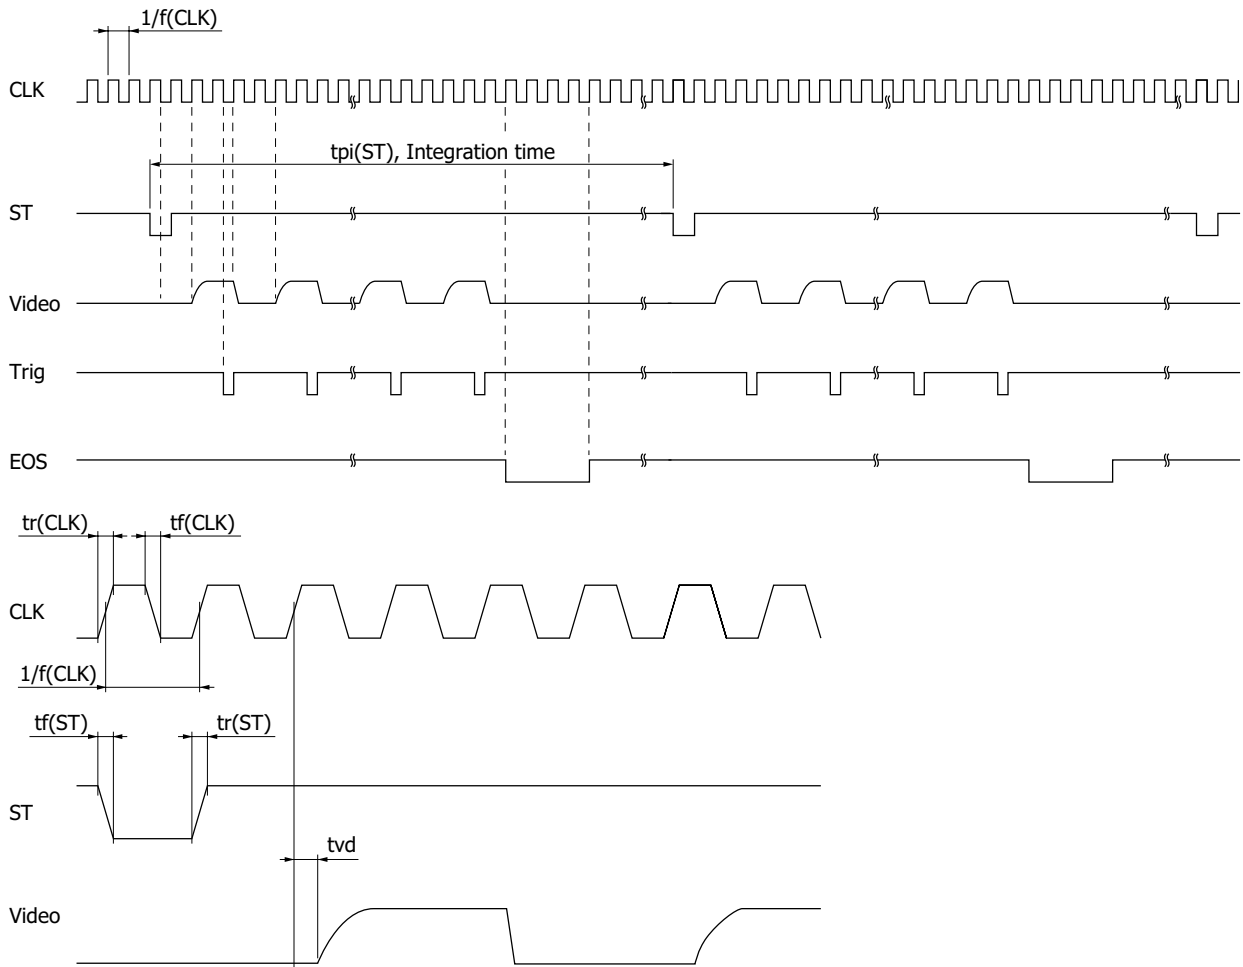 1/f(CLK)
CLK
tpi(ST), Integration time
ST
Video
Trig
EOS
tr(CLK) tf(CLK)
CLK
1/f(CLK)
tf(ST) tr(ST)
ST
tvd
Video